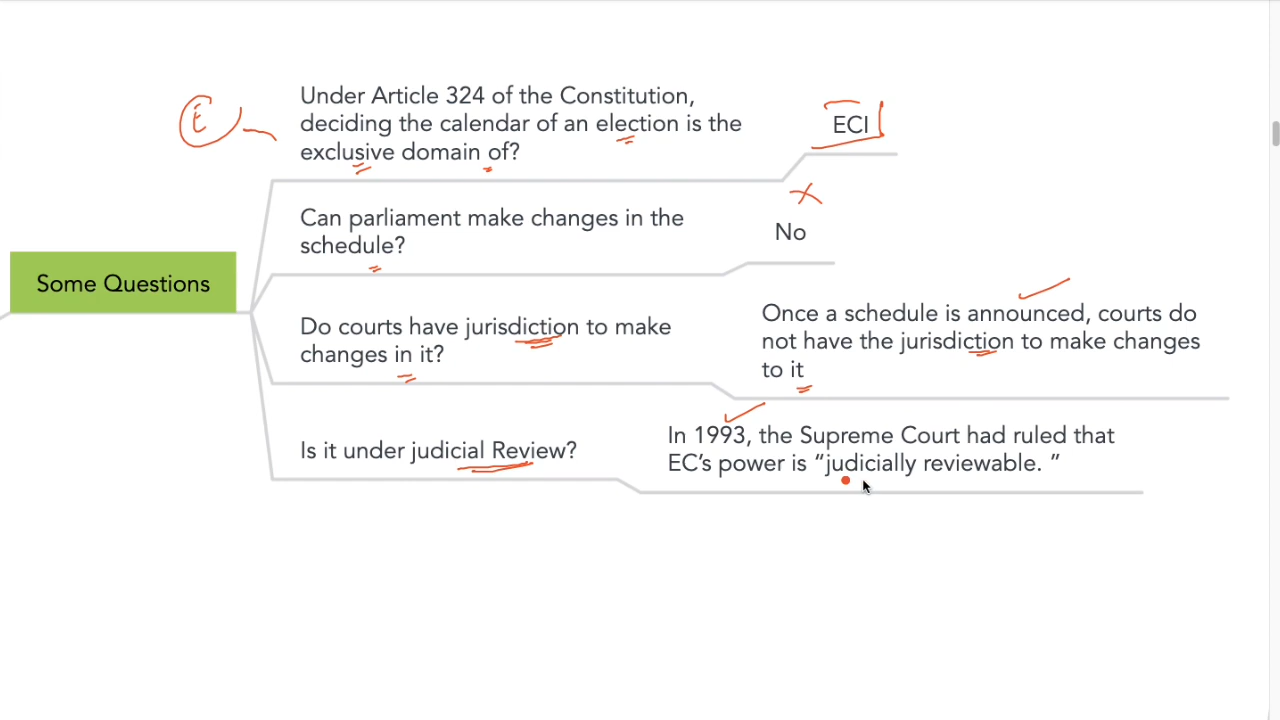 Under Article 324 of the Constitution,
deciding the calendar of an election is the
exclusive domain of?
ECI
Can parliament make changes in the
schedule?
No
Some Questions
Do courts have jurisdiction to make
changes in it?
Once a schedule is announced, courts do
not have the jurisdiction to make changes
to it
Is it under judicial Review?
In 1993, the Supreme Court had ruled that
EC’s power is “judicially reviewable. ”